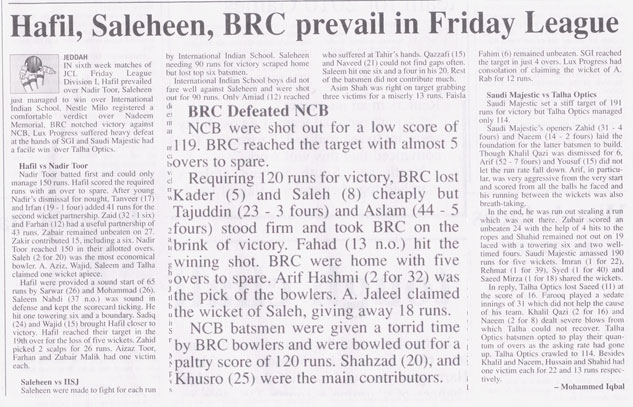 Hafil, Saleheen, BRC prevail in Friday League
JEDDAH
IN sixth week matches of
JCL Friday League
Division I, Hafil prevailed
over Nadir Toor, Saleheen
just managed to win over International
Indian School. Nestle Milo registered a
comfortable verdict over Nadeem
Memorial, BRC notched victory against
NCB, Lux Progress suffered heavy defeat
at the hands of SGI and Saudi Majestic had
a facile win over Talha Optics.
Hafil vs Nadir Toor
Nadir Toor batted first and could only
manage 150 runs. Hafil scored the required
runs with an over to spare. After young
Nadir's dismissal for nought, Tanveer (17)
and Irfan (19 - 1 four) added 41 runs for the
second wicket partnership. Zaid (32 - 1 six)
and Farhan (12) had a useful partnership of
43 runs. Zabair remained unbeaten on 27.
Zakir contributed 15, including a six. Nadir
Toor reached 150 in their allotted overs.
Saleh (2 for 20) was the most economical
bowler. A. Aziz, Wajid, Saleem and Talha
claimed one wicket apiece.
Hafil were provided a sound start of 65
runs by Sarwar (26) and Mohammad (26).
Saleem Nahdi (37 n.o.) was sound in
defense and kept the scorecard ticking. He
hit one towering six and a boundary. Sadiq
(24) and Wajid (15) brought Hafil closer to
victory. Hafil reached their target in the
19th over for the loss of five wickets. Zahid
picked 2 scalps for 26 runs. Aizaz Toor,
Farhan and Zubair Malik had one victim
each.
Saleheen vs IISJ
Saleheen were made to fight for each run
by International Indian School. Saleheen
needing 90 runs for victory scraped home
but lost top six batsmen.
International Indian School boys did not
fare well against Saleheen and were shot
out for 90 runs. Only Amjad (12) reached
BRC Defeated NCB
NCB were shot out for a low score of
119. BRC reached the target with almost 5
overs to spare.
Requiring 120 runs for victory, BRC lost
Kader (5) and Saleh (8) cheaply but
Tajuddin (23 - 3 fours) and Aslam (44 - 5
fours) stood firm and took BRC on the
brink of victory. Fahad (13 n.o.) hit the
winning shot. BRC were home with five
overs to spare. Arif Hashmi (2 for 32) was
the pick of the bowlers. A. Jaleel claimed
the wicket of Saleh, giving away 18 runs.
NCB batsmen were given a torrid time
by BRC bowlers and were bowled out for a
paltry score of 120 runs. Shahzad (20), and
Khusro (25) were the main contributors.
who suffered at Tahir's hands. Qazzafi (15)
and Naveed (21) could not find gaps often.
Saleem hit one six and a four in his 20. Rest
of the batsmen did not contribute much.
Asim Shah was right on target grabbing
three victims for a miserly 13 runs. Faisla
Fahim (6) remained unbeaten. SGI reached
the target in just 4 overs. Lux Progress had
consolation of claiming the wicket of A.
Rab for 12 runs.
Saudi Majestic vs Talha Optics
Saudi Majestic set a stiff target of 191
runs for victory but Talha Optics managed
only 114.
Saudi Majestic's openers Zahid (31 - 4
fours) and Naeem (14 - 2 fours) laid the
foundation for the latter batsmen to build.
Though Khalil Qazi was dismissed for 6,
Arif (52 - 7 fours) and Yousuf (15) did not
let the run rate fall down. Arif, in particu-
lar, was very aggressive from the very start
and scored from all the balls he faced and
his running between the wickets was also
breath-taking.
In the end, he was run out stealing a run
which was not there. Zubair scored an
unbeaten 24 with the help of 4 hits to the
ropes and Shahid remained not out on 19
laced with a towering six and two well-
timed fours. Saudi Majestic amassed 190
runs for five wickets. Imran (1 for 22),
Rehmat (1 for 39), Syed (1 for 40) and
Saeed Mirza (1 for 18) shared the wickets.
In reply, Talha Optics lost Saeed (11) at
the score of 16. Farooq played a sedate
innings of 31 which did not help the cause
of his team. Khalil Qazi (2 for 16) and
Naeem (2 for 8) dealt severe blows from
which Talha could not recover. Talha
Optics batsmen opted to play their quan-
tum of overs as the asking rate had gone
up. Talha Optics crawled to 114. Besides
Khalil and Naeem, Hussain and Shahid had
one victim each for 22 and 13 runs respec-
tively.
– Mohammed Iqbal